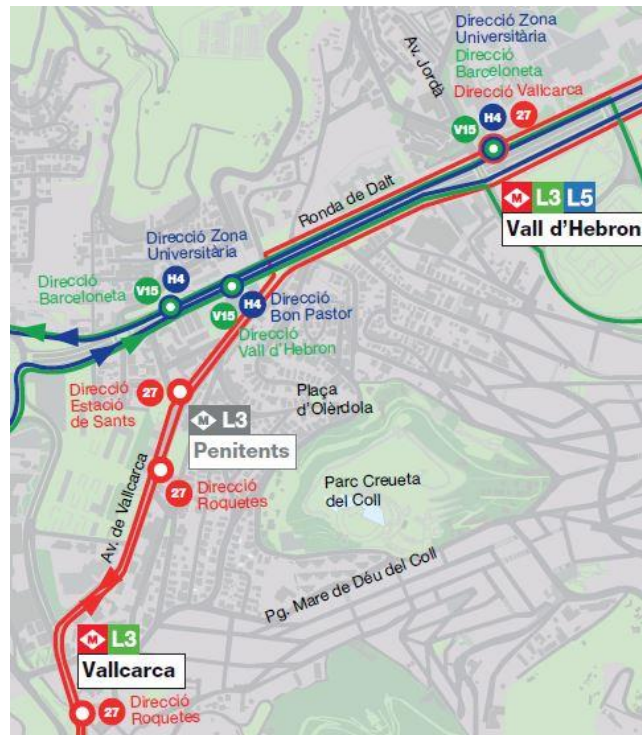 Direcció Zona
Universitària
Direcció
Barceloneta
Direcció Vallcarca
V15 H4 27
Av. Jordà
Ronda de Dalt
M L3 L5
Vall d'Hebron
Direcció Zona
Universitària
Direcció
Barceloneta
V15 H4
V15 H4
Direcció
Bon Pastor
Direcció
Vall d'Hebron
Direcció
Estació
de Sants
27
M L3
Penitents
Plaça
d'Olèrdola
Parc Creueta
del Coll
27
Direcció
Roquetes
Av. de Vallcarca
Pg. Mare de Déu del Coll
M L3
Vallcarca
27
Direcció
Roquetes